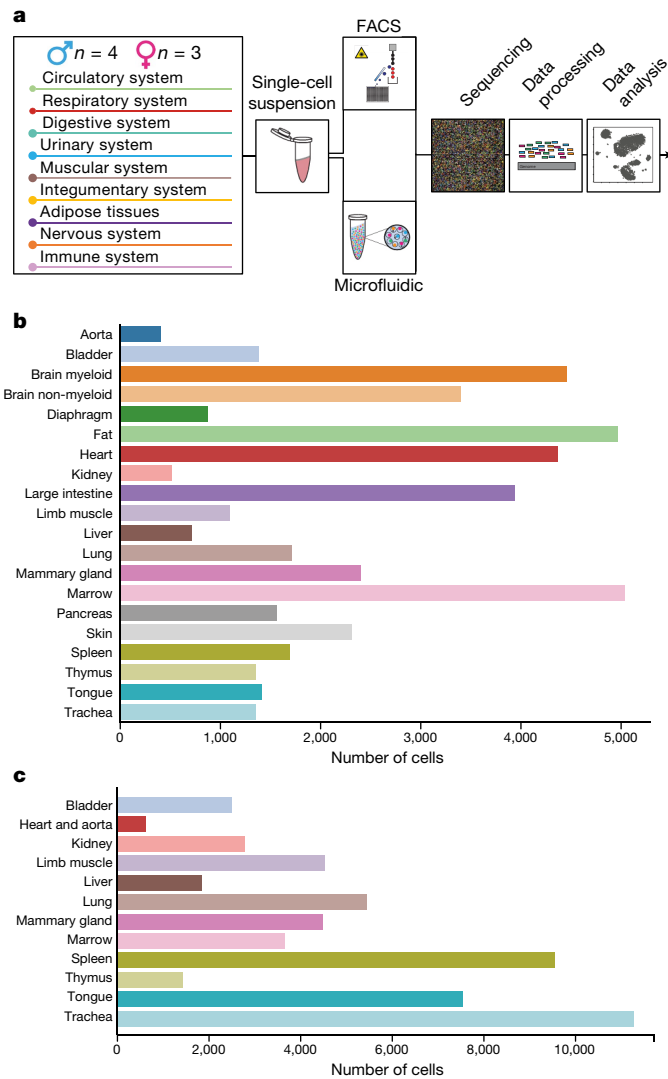 a
♂ n = 4 ♀ n = 3
Circulatory system
Respiratory system
Digestive system
Urinary system
Muscular system
Integumentary system
Adipose tissues
Nervous system
Immune system
Single-cell
suspension
FACS
Microfluidic
Sequencing
Data
processing
Data
analysis
b
Aorta
Bladder
Brain myeloid
Brain non-myeloid
Diaphragm
Fat
Heart
Kidney
Large intestine
Limb muscle
Liver
Lung
Mammary gland
Marrow
Pancreas
Skin
Spleen
Thymus
Tongue
Trachea
0 1,000 2,000 3,000 4,000 5,000
Number of cells
c
Bladder
Heart and aorta
Kidney
Limb muscle
Liver
Lung
Mammary gland
Marrow
Spleen
Thymus
Tongue
Trachea
0 2,000 4,000 6,000 8,000 10,000
Number of cells